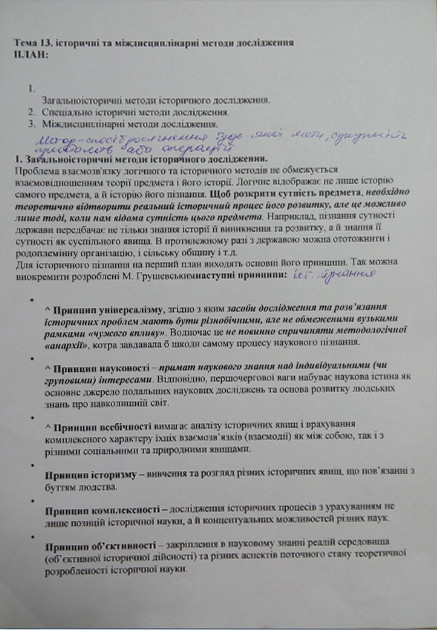 Тема 13. історичні та міждисциплінарні методи дослідження
ПЛАН:
1.
Загальноісторичні методи історичного дослідження.
2. Спеціально історичні методи дослідження.
3. Міждисциплінарні методи дослідження.
Метод-спосіб досягнення будь-якої мети, сукупність
прийомів або операцій
1. Загальноісторичні методи історичного дослідження.
Проблема взаємозв'язку логічного та історичного методів не обмежується
взаємовідношенням теорії предмета і його історії. Логічне відображає не лише історію
самого предмета, а й історію його пізнання. Щоб розкрити сутність предмета, необхідно
теоретично відтворити реальний історичний процес його розвитку, але це можливо
лише тоді, коли нам відома сутність цього предмета. Наприклад, пізнання сутності
держави передбачає не тільки знання історії її виникнення та розвитку, а й знання її
сутності як суспільного явища. В протилежному разі з державою можна ототожнити і
родоплемінну організацію, і сільську общину і т.д.
Для історичного пізнання на перший план виходять основні його принципи. Так можна
виокремити розроблені М. Грушевськимнаступні принципи: іст. пізнання
• ^ Принцип універсалізму, згідно з яким засоби дослідження та розв'язання
історичних проблем мають бути різнобічними, але не обмеженими вузькими
рамками «чужого впливу». Водночас це не повинно спричиняти методологічної
«анархії», котра завдавала б шкоди самому процесу наукового пізнання.
• ^ Принцип науковості – примат наукового знання над індивідуальними (чи
груповими) інтересами. Відповідно, першочергової ваги набуває наукова істина як
основне джерело подальших наукових досліджень та основа розвитку людських
знань про навколишній світ.
• ^ Принцип всебічності вимагає аналізу історичних явищ і врахування
комплексного характеру їхніх взаємозв'язків (взаємодії) як між собою, так і з
різними соціальними та природними явищами.
• Принцип історизму – вивчення та розгляд різних історичних явищ, що пов'язанні з
буттям людства.
• Принцип комплексності – дослідження історичних процесів з урахуванням не
лише позицій історичної науки, а й концептуальних можливостей різних наук.
• Принцип об'єктивності – закріплення в науковому знанні реалій середовища
(об'єктивної історичної дійсності) та різних аспектів поточного стану теоретичної
розробленості історичної науки.